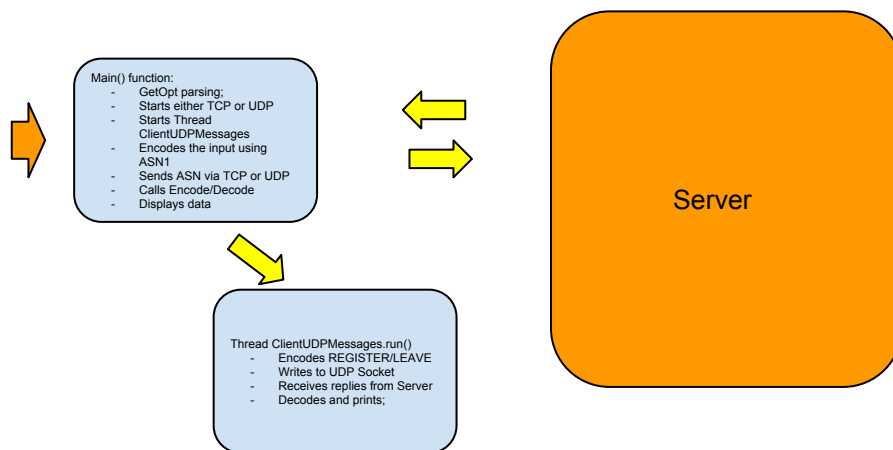 Main() function:
- GetOpt parsing;
- Starts either TCP or UDP
- Starts Thread
ClientUDPMessages
- Encodes the input using
ASN1
- Sends ASN via TCP or UDP
- Calls Encode/Decode
- Displays data
Server
Thread ClientUDPMessages.run()
- Encodes REGISTER/LEAVE
- Writes to UDP Socket
- Receives replies from Server
- Decodes and prints;